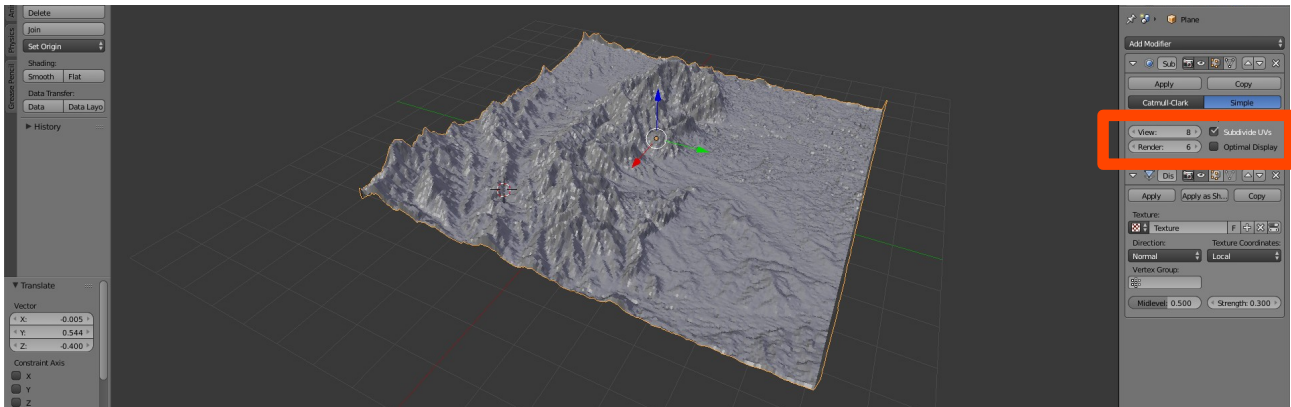 Delete
Join
Set Origin
Shading:
Smooth Flat
Data Transfer:
Data Data Layo
History
Physics
Grease Pencil
Translate
Vector
X: -0.005
Y: 0.544
Z: -0.400
Constraint Axis
X
Y
Z
Plane
Add Modifier
Sub
Apply Copy
Catmull-Clark Simple
View: 8 Subdivide UVs
Render: 6 Optimal Display
Dis
Apply Apply as Sh... Copy
Texture:
Texture F
Direction: Texture Coordinates:
Normal Local
Vertex Group:
Midlevel: 0.500 Strength: 0.300